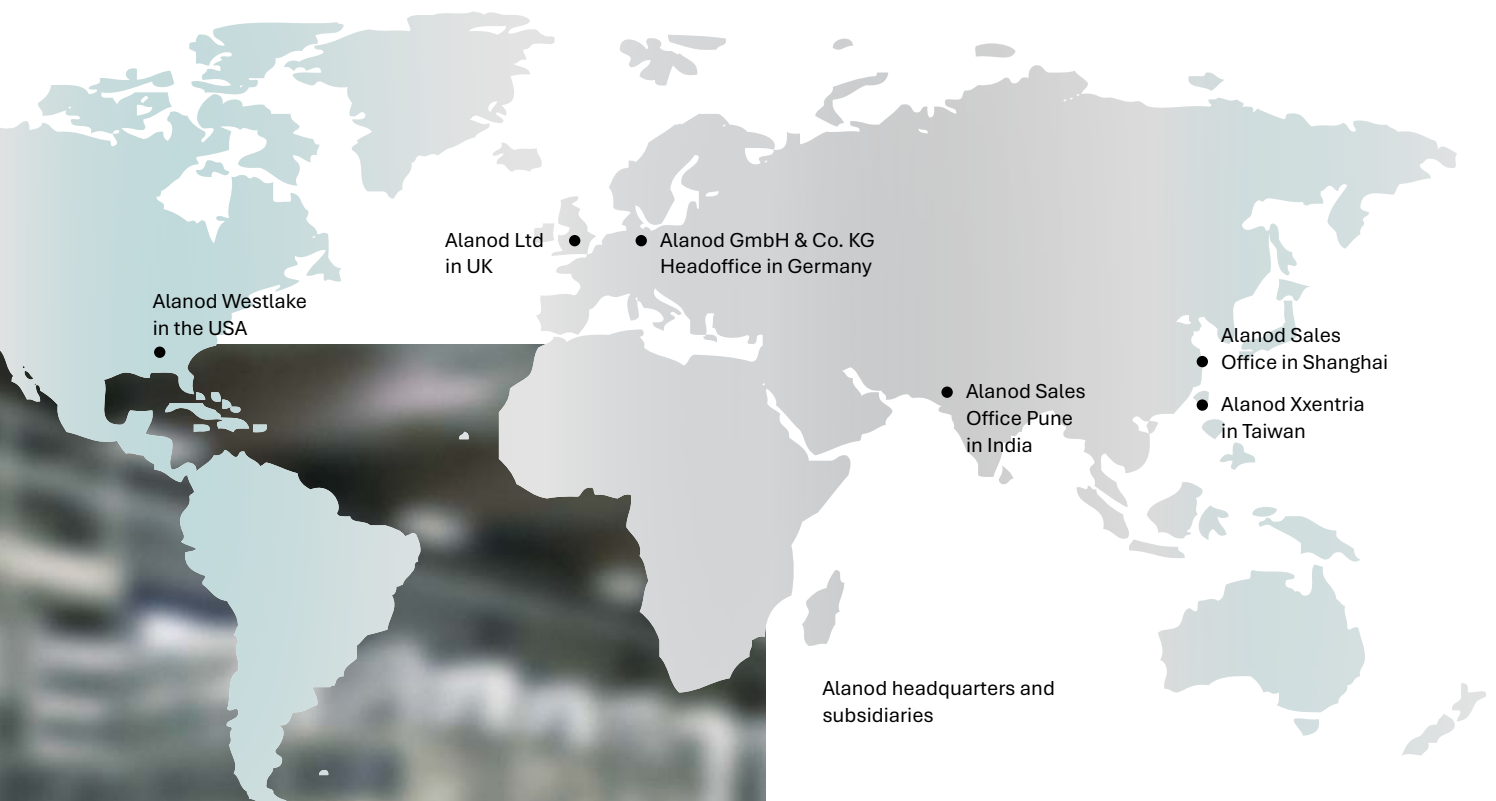 Alanod Ltd
in UK
Alanod GmbH & Co. KG
Headoffice in Germany
Alanod Westlake
in the USA
Alanod Sales
Office in Shanghai
Alanod Sales
Office Pune
in India
Alanod Xxentria
in Taiwan
Alanod headquarters and
subsidiaries